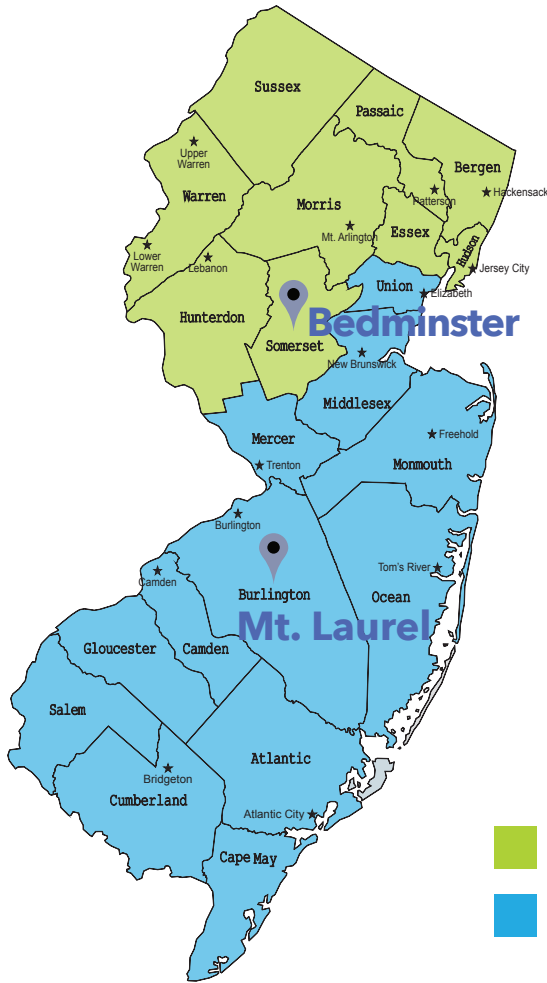 Sussex
Passaic
Bergen
Upper
Warren
Warren
Patterson
Hackensack
Morris
Mt. Arlington
Essex
Hudson
Lower
Warren
Lebanon
Jersey City
Union
Elizabeth
Hunterdon
Bedminster
Somerset
New Brunswick
Middlesex
Mercer
Freehold
Trenton
Monmouth
Burlington
Tom's River
Camden
Burlington
Ocean
Mt. Laurel
Gloucester
Camden
Salem
Atlantic
Bridgeton
Cumberland
Atlantic City
Cape May